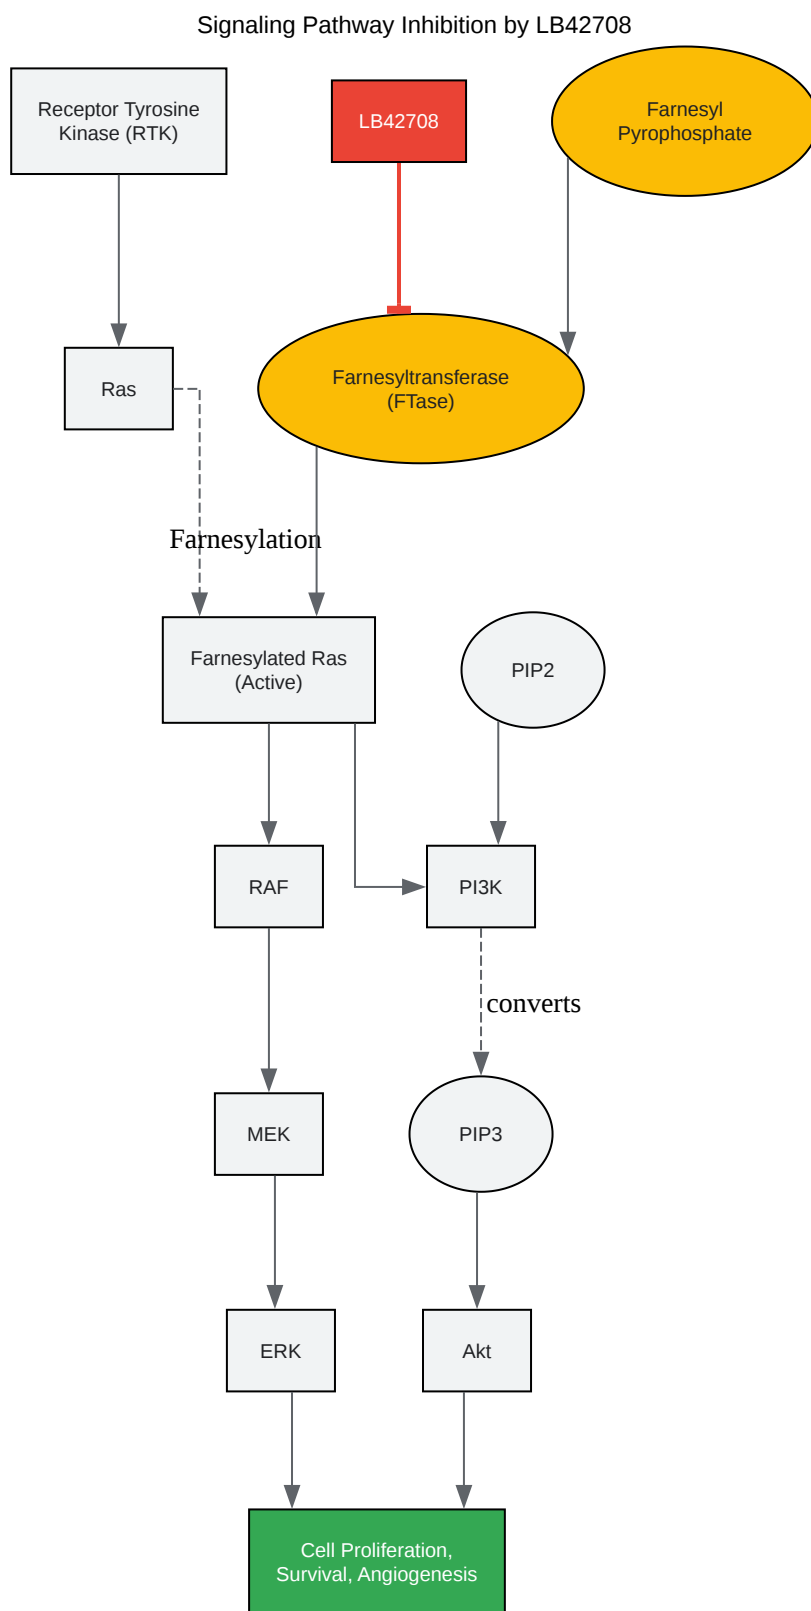 Signaling Pathway Inhibition by LB42708
Receptor Tyrosine
Kinase (RTK)
LB42708
Farnesyl
Pyrophosphate
Ras
Farnesyltransferase
(FTase)
Farnesylation
Farnesylated Ras
(Active)
PIP2
RAF
PI3K
converts
MEK
PIP3
ERK
Akt
Cell Proliferation,
Survival, Angiogenesis